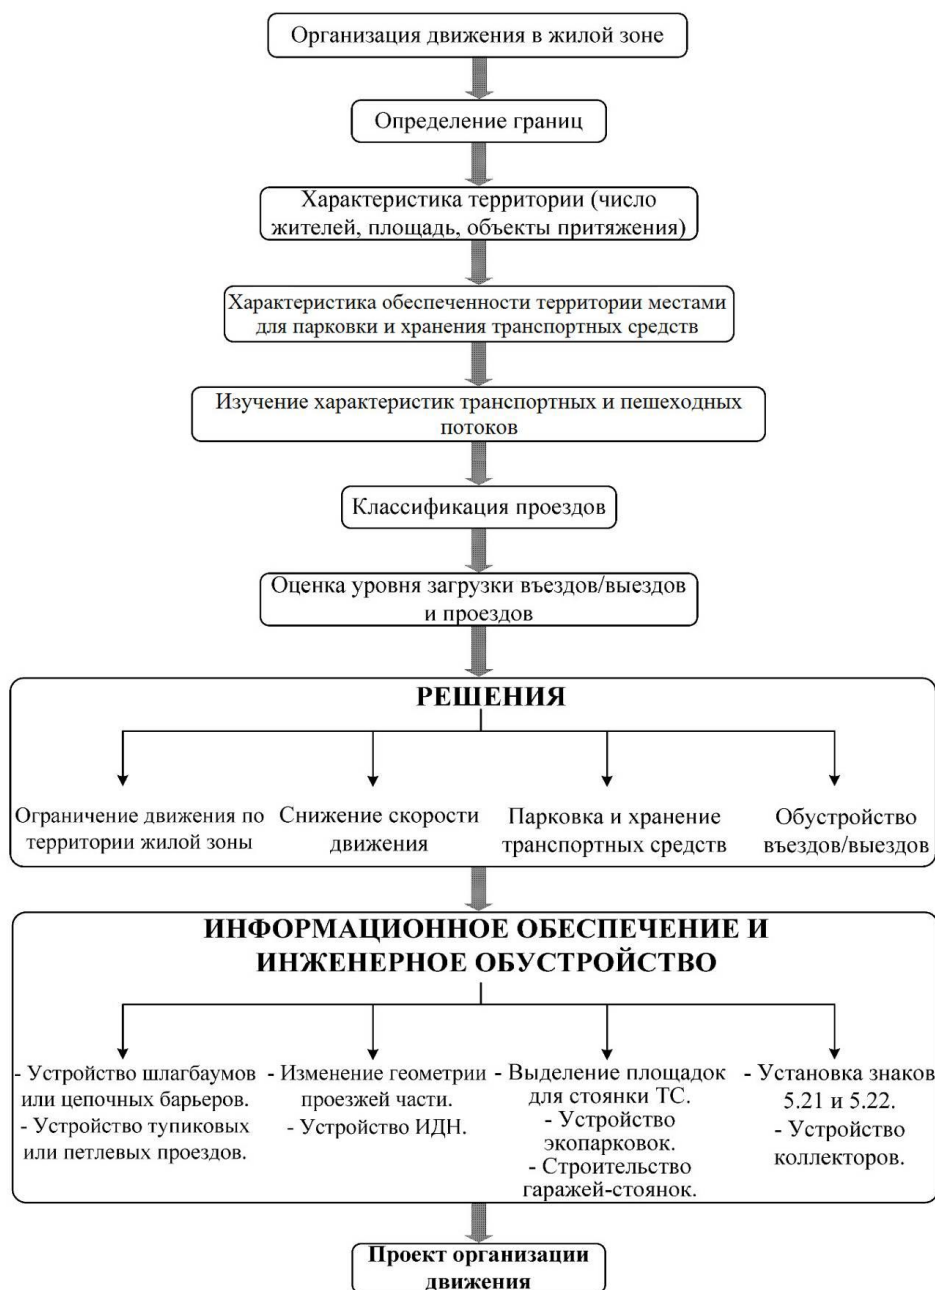 Организация движения в жилой зоне
Определение границ
Характеристика территории (число
жителей, площадь, объекты притяжения)
Характеристика обеспеченности территории местами
для парковки и хранения транспортных средств
Изучение характеристик транспортных и пешеходных
потоков
Классификация проездов
Оценка уровня загрузки въездов/выездов
и проездов
РЕШЕНИЯ
Ограничение движения по
территории жилой зоны
Снижение скорости
движения
Парковка и хранение
транспортных средств
Обустройство
въездов/выездов
ИНФОРМАЦИОННОЕ ОБЕСПЕЧЕНИЕ И
ИНЖЕНЕРНОЕ ОБУСТРОЙСТВО
- Устройство шлагбаумов
или цепочных барьеров.
- Устройство тупиковых
или петлевых проездов.
- Изменение геометрии
проезжей части.
- Устройство ИДН.
- Выделение площадок
для стоянки ТС.
- Устройство
экопарковок.
- Строительство
гаражей-стоянок.
- Установка знаков
5.21 и 5.22.
- Устройство
коллекторов.
Проект организации
движения